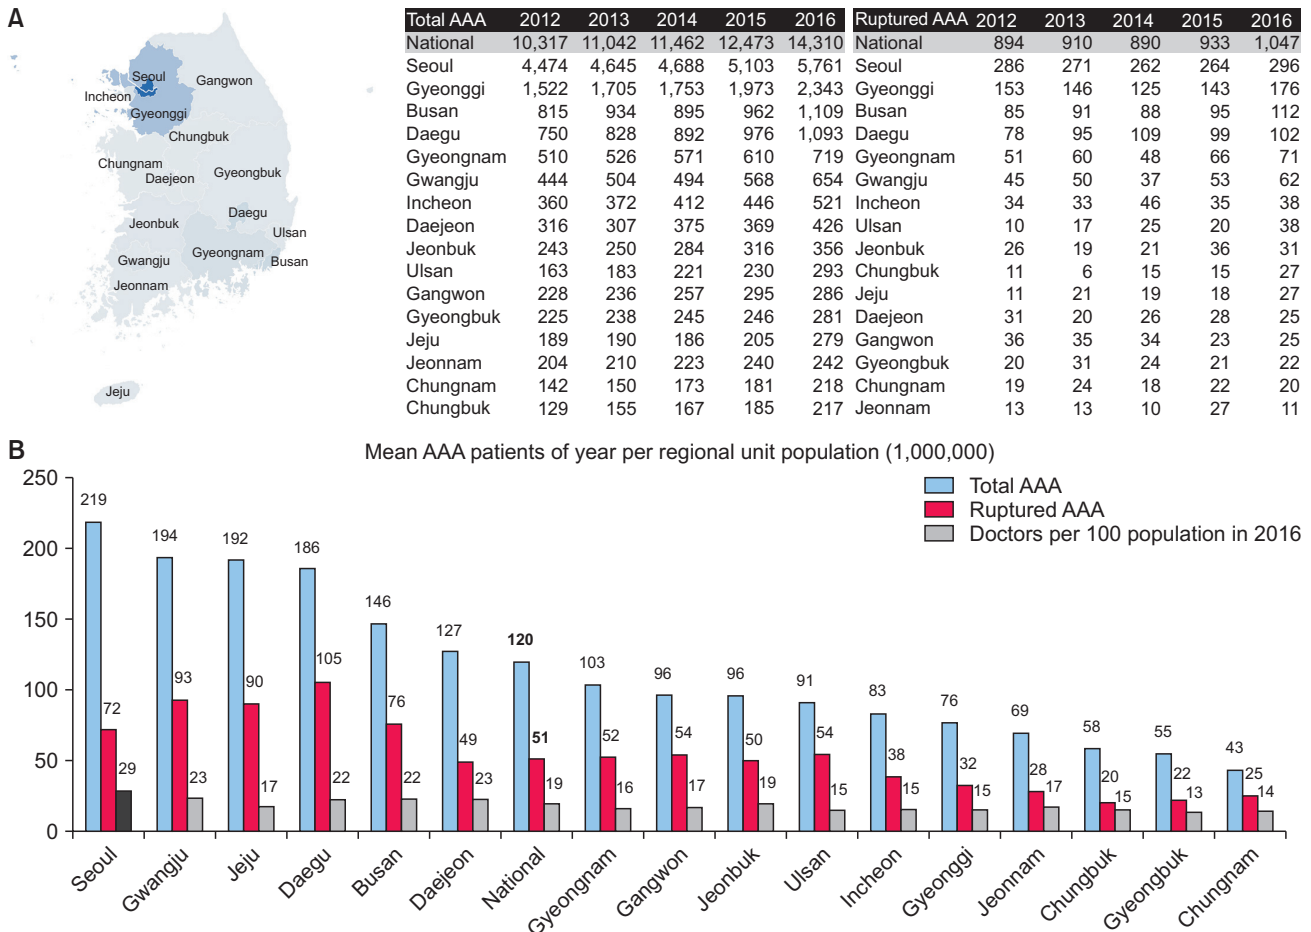 A
Seoul
Gangwon
Incheon
Gyeonggi
Chungbuk
Chungnam
Daejeon
Gyeongbuk
Daegu
Jeonbuk
Ulsan
Gyeongnam
Gwangju
Busan
Jeonnam
Jeju
Total AAA 2012 2013 2014 2015 2016
National 10,317 11,042 11,462 12,473 14,310
Seoul 4,474 4,645 4,688 5,103 5,761
Gyeonggi 1,522 1,705 1,753 1,973 2,343
Busan 815 934 895 962 1,109
Daegu 750 828 892 976 1,093
Gyeongnam 510 526 571 610 719
Gwangju 444 504 494 568 654
Incheon 360 372 412 446 521
Daejeon 316 307 375 369 426
Jeonbuk 243 250 284 316 356
Ulsan 163 183 221 230 293
Gangwon 228 236 257 295 286
Gyeongbuk 225 238 245 246 281
Jeju 189 190 186 205 279
Jeonnam 204 210 223 240 242
Chungnam 142 150 173 181 218
Chungbuk 129 155 167 185 217
Ruptured AAA 2012 2013 2014 2015 2016
National 894 910 890 933 1,047
Seoul 286 271 262 264 296
Gyeonggi 153 146 125 143 176
Busan 85 91 88 95 112
Daegu 78 95 109 99 102
Gyeongnam 51 60 48 66 71
Gwangju 45 50 37 53 62
Incheon 34 33 46 35 38
Ulsan 10 17 25 20 38
Jeonbuk 26 19 21 36 31
Chungbuk 11 6 15 15 27
Jeju 11 21 19 18 27
Daejeon 31 20 26 28 25
Gangwon 36 35 34 23 25
Gyeongbuk 20 31 24 21 22
Chungnam 19 24 18 22 20
Jeonnam 13 13 10 27 11
B
Mean AAA patients of year per regional unit population (1,000,000)
Total AAA
Ruptured AAA
Doctors per 100 population in 2016
250
200
150
100
50
0
219 72 29
194 93 23
192 90 17
186 105 22
146 76 22
127 49 23
120 51 19
103 52 16
96 54 17
96 50 19
91 54 15
83 38 15
76 32 15
69 28 17
58 20 15
55 22 13
43 25 14
Seoul
Gwangju
Jeju
Daegu
Busan
Daejeon
National
Gyeongnam
Gangwon
Jeonbuk
Ulsan
Incheon
Gyeonggi
Jeonnam
Chungbuk
Gyeongbuk
Chungnam